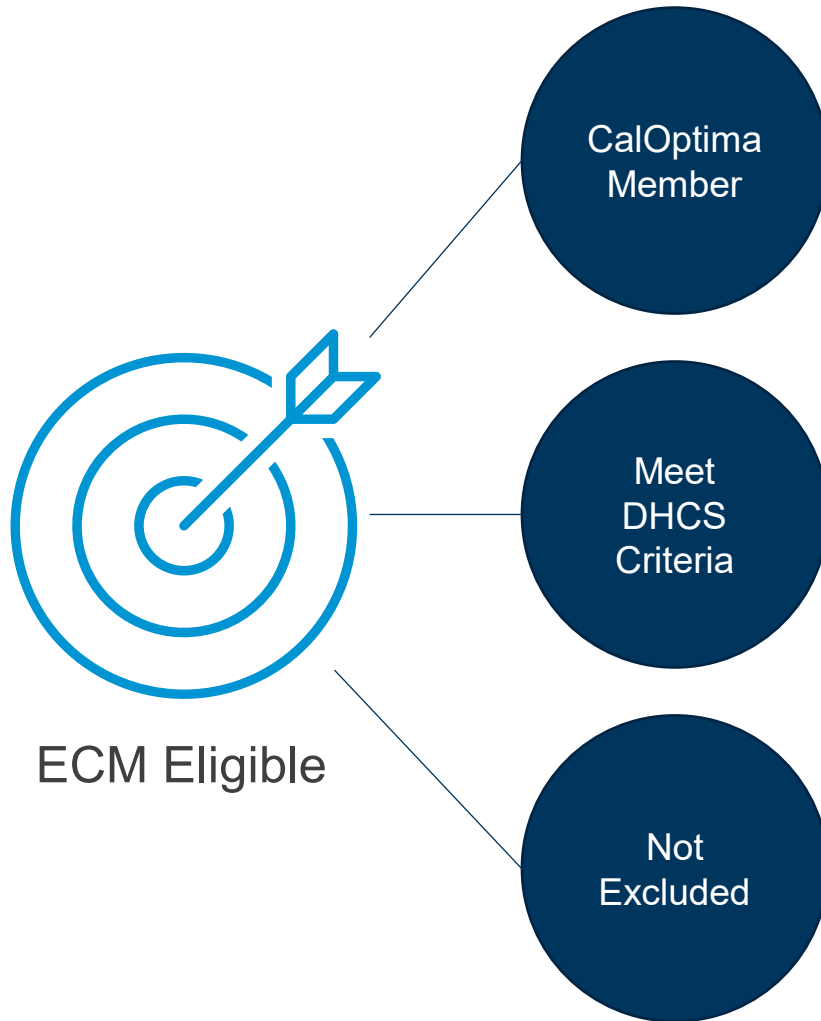 CalOptima
Member
Meet
DHCS
Criteria
ECM Eligible
Not
Excluded